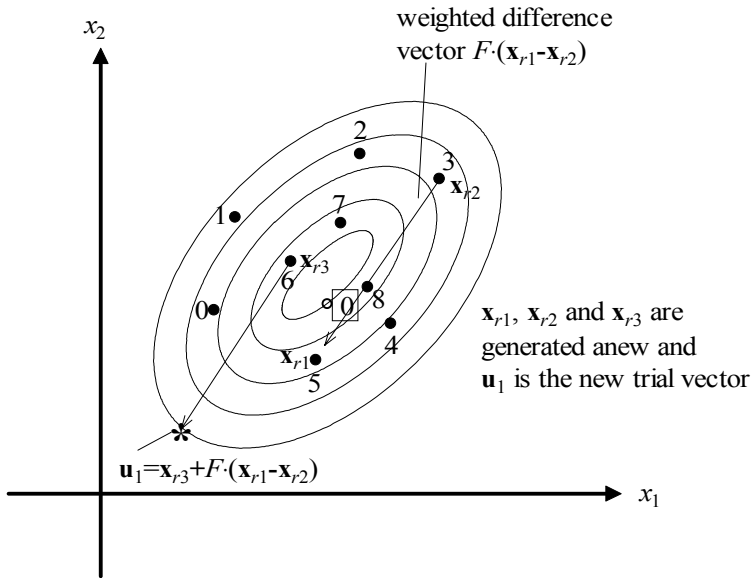 x2
weighted difference
vector F·(xr1-xr2)
2
3
xr2
1
7
xr3
6
0
0
8
xr1
5
4
xr1, xr2 and xr3 are
generated anew and
u1 is the new trial vector
u1=xr3+F·(xr1-xr2)
x1